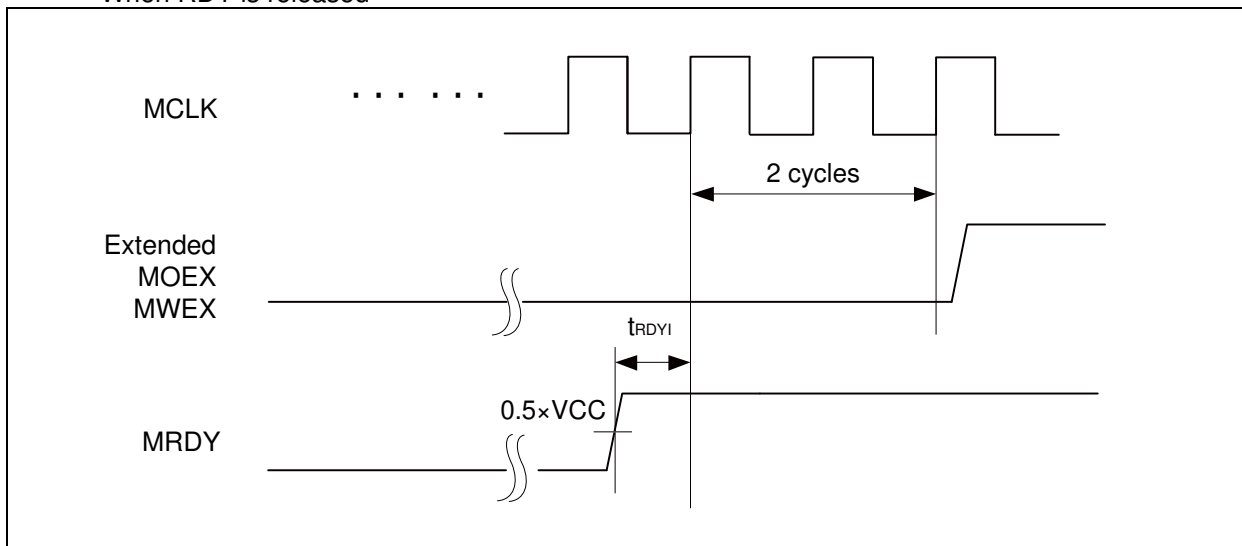 When RDY is released
MCLK
. . . . . .
2 cycles
Extended
MOEX
MWEX
tRDYI
0.5×VCC
MRDY